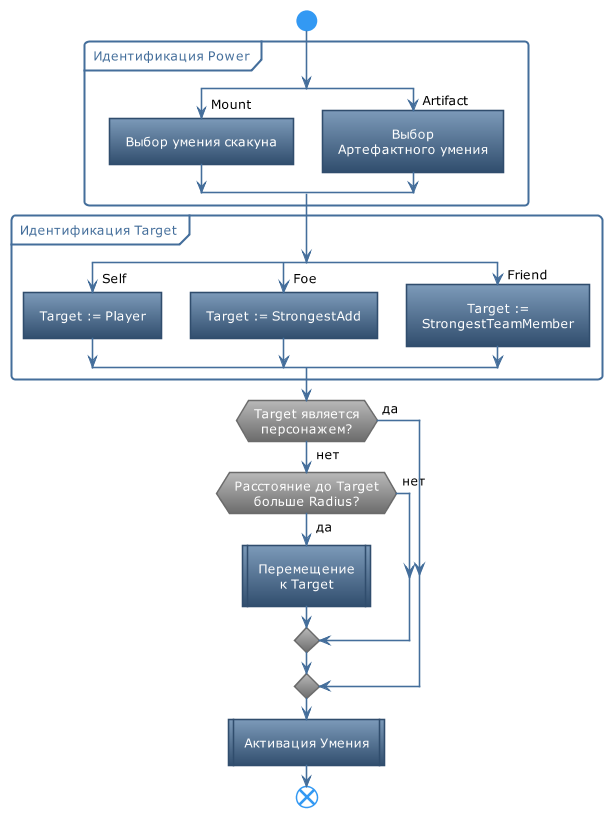 Идентификация Power
Mount
Artifact
Выбор умения скакуна
Выбор
Артефактного умения
Идентификация Target
Self
Foe
Friend
Target := Player
Target := StrongestAdd
Target :=
StrongestTeamMember
Target является
персонажем?
да
нет
Расстояние до Target
больше Radius?
нет
да
Перемещение
к Target
Активация Умения